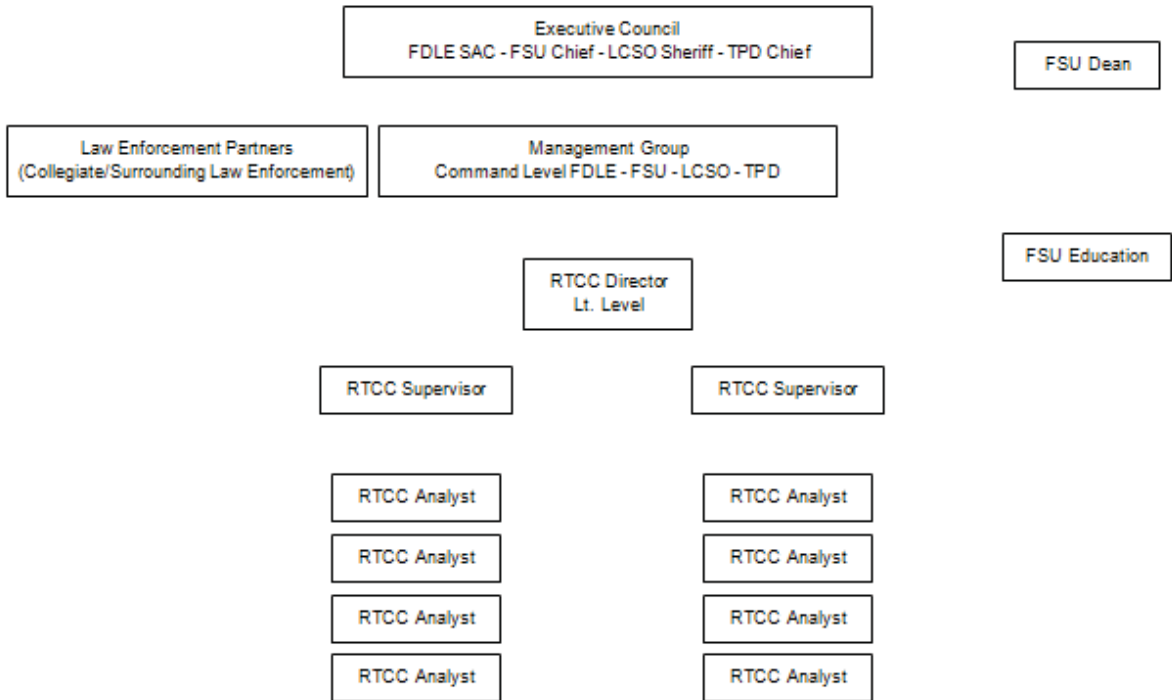 Executive Council
FDLE SAC - FSU Chief - LCSO Sheriff - TPD Chief
FSU Dean
Law Enforcement Partners
(Collegiate/Surrounding Law Enforcement)
Management Group
Command Level FDLE - FSU - LCSO - TPD
FSU Education
RTCC Director
Lt. Level
RTCC Supervisor
RTCC Supervisor
RTCC Analyst
RTCC Analyst
RTCC Analyst
RTCC Analyst
RTCC Analyst
RTCC Analyst
RTCC Analyst
RTCC Analyst